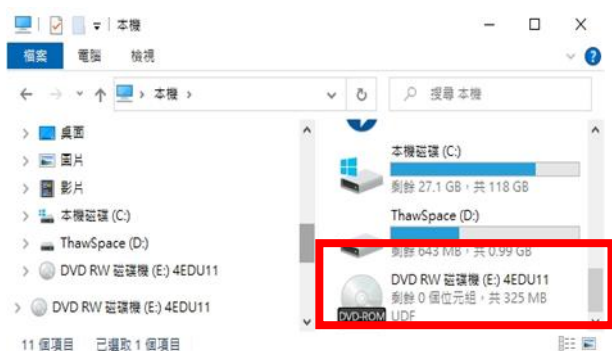 本機
檔案 電腦 檢視
本機
搜尋 本機
桌面
圖片
影片
本機磁碟 (C:)
ThawSpace (D:)
DVD RW 磁碟機 (E:) 4EDU11
DVD RW 磁碟機 (E:) 4EDU11
本機磁碟 (C:)
剩餘 27.1 GB，共 118 GB
ThawSpace (D:)
剩餘 643 MB，共 0.99 GB
DVD RW 磁碟機 (E:) 4EDU11
剩餘 0 個位元組，共 325 MB
DVD-ROM UDF
11 個項目 已選取 1 個項目